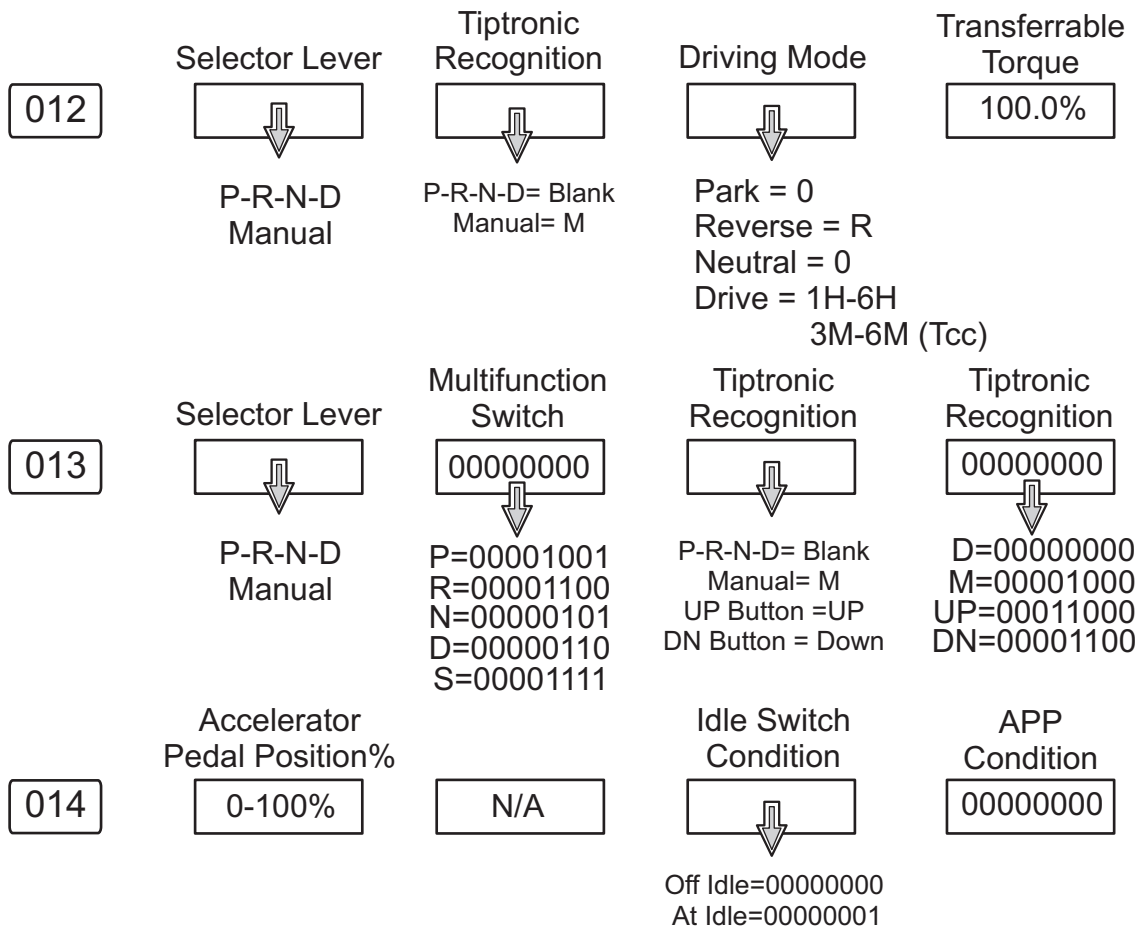 012
Selector Lever
P-R-N-D
Manual
Tiptronic
Recognition
P-R-N-D= Blank
Manual= M
Driving Mode
Park = 0
Reverse = R
Neutral = 0
Drive = 1H-6H
3M-6M (Tcc)
Transferrable
Torque
100.0%
013
Selector Lever
P-R-N-D
Manual
Multifunction
Switch
00000000
P=00001001
R=00001100
N=00000101
D=00000110
S=00001111
Tiptronic
Recognition
P-R-N-D= Blank
Manual= M
UP Button =UP
DN Button = Down
Tiptronic
Recognition
00000000
D=00000000
M=00001000
UP=00011000
DN=00001100
014
Accelerator
Pedal Position%
0-100%
N/A
Idle Switch
Condition
Off Idle=00000000
At Idle=00000001
APP
Condition
00000000